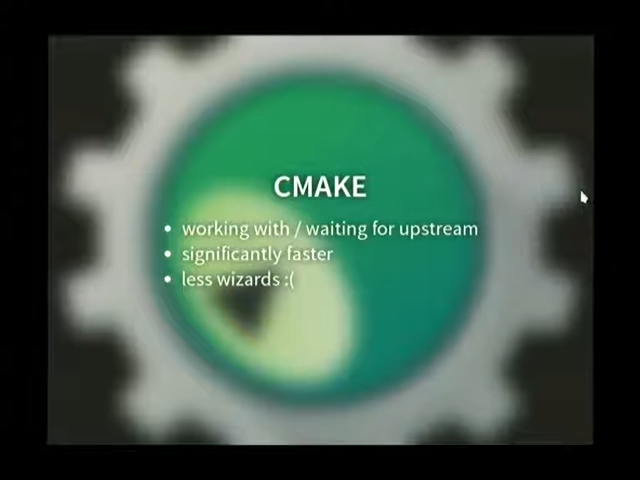 CMAKE
• working with / waiting for upstream
• significantly faster
• less wizards :(